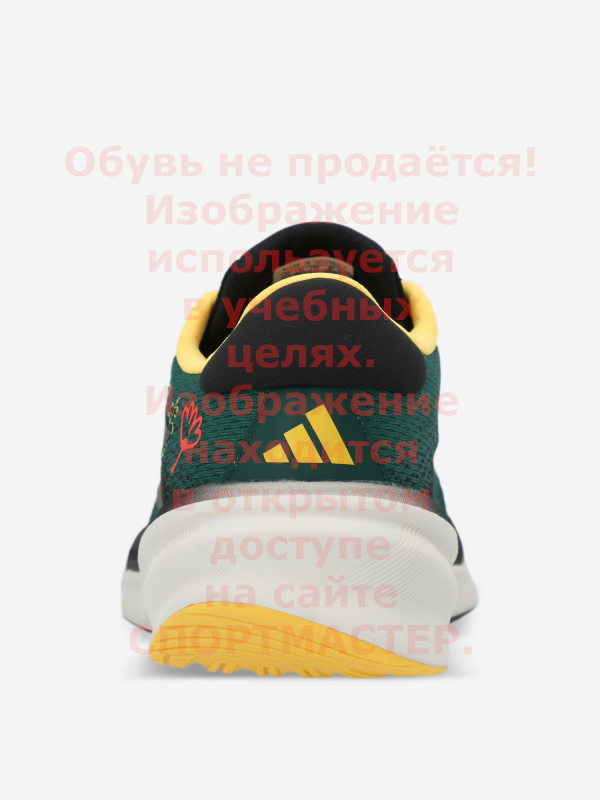 Обувь не продаётся!
Изображение
используется
в учебных
целях.
Изображение
находится
в открытом
доступе
на сайте
СПОРТМАСТЕР.